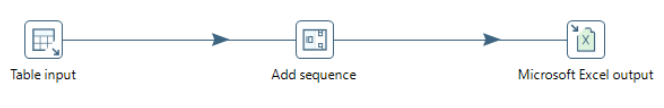 Table input
Add sequence
Microsoft Excel output